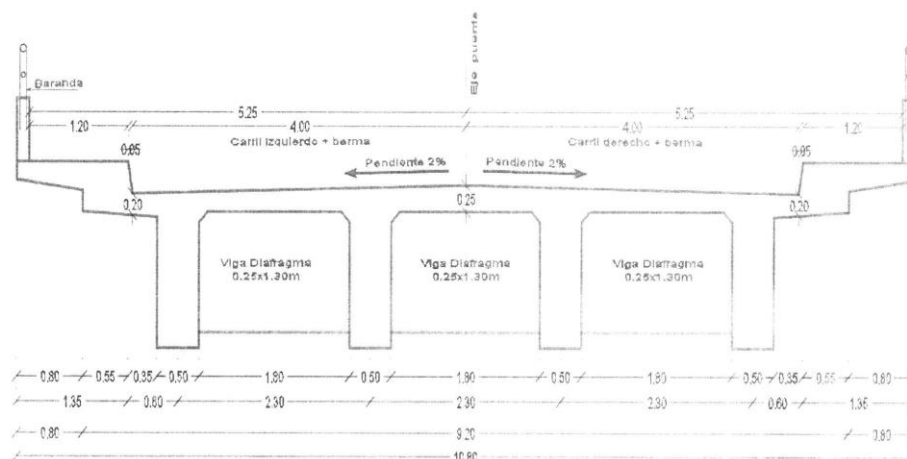 Eje puente
Baranda
5.25 5.25
1.20 4.00 4.00 1.20
0.05 Carril izquierdo + berma Carril derecho + berma 0.05
Pendiente 2% Pendiente 2%
0.20 0.25 0.20
Viga Diafragma Viga Diafragma Viga Diafragma
0.25x1.30m 0.25x1.30m 0.25x1.30m
0.80 0.55 0.35 0.50 1.80 0.50 1.80 0.50 1.80 0.50 0.35 0.55 0.80
1.35 0.60 2.30 2.30 2.30 0.60 1.35
0.80 9.20 0.80
10.80